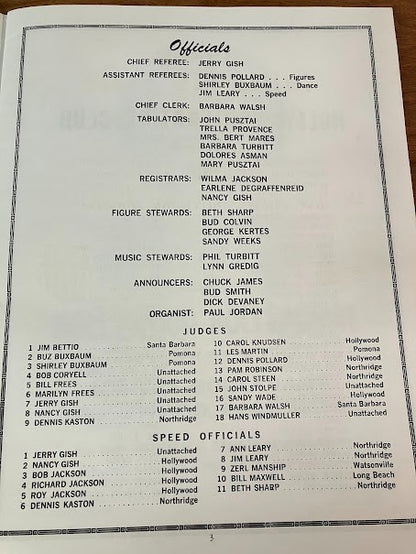 Officials
CHIEF REFEREE: JERRY GISH
ASSISTANT REFEREES: DENNIS POLLARD . . . Figures
SHIRLEY BUXBAUM . . . Dance
JIM LEARY . . . Speed
CHIEF CLERK: BARBARA WALSH
TABULATORS: JOHN PUSZTAI
TRELLA PROVENCE
MRS. BERT MARES
BARBARA TURBITT
DOLORES ASMAN
MARY PUSZTAI
REGISTRARS: WILMA JACKSON
EARLENE DEGRAFFENREID
NANCY GISH
FIGURE STEWARDS: BETH SHARP
BUD COLVIN
GEORGE KERTES
SANDY WEEKS
MUSIC STEWARDS: PHIL TURBITT
LYNN GREDIG
ANNOUNCERS: CHUCK JAMES
BUD SMITH
DICK DEVANEY
ORGANIST: PAUL JORDAN
JUDGES
1 JIM BETTIO Santa Barbara
2 BUZ BUXBAUM Pomona
3 SHIRLEY BUXBAUM Pomona
4 BOB CORYELL Unattached
5 BILL FREES Unattached
6 MARILYN FREES Unattached
7 JERRY GISH Unattached
8 NANCY GISH Unattached
9 DENNIS KASTON Northridge
10 CAROL KNUDSEN Hollywood
11 LES MARTIN Pomona
12 DENNIS POLLARD Hollywood
13 PAM ROBINSON Northridge
14 CAROL STEEN Northridge
15 JOHN STOLPE Unattached
16 SANDY WADE Hollywood
17 BARBARA WALSH Santa Barbara
18 HANS WINDMULLER Unattached
SPEED OFFICIALS
1 JERRY GISH Unattached
2 NANCY GISH Hollywood
3 BOB JACKSON Hollywood
4 RICHARD JACKSON Hollywood
5 ROY JACKSON Hollywood
6 DENNIS KASTON Northridge
7 ANN LEARY Northridge
8 JIM LEARY Northridge
9 ZERL MANSHIP Watsonville
10 BILL MAXWELL Long Beach
11 BETH SHARP Northridge
3